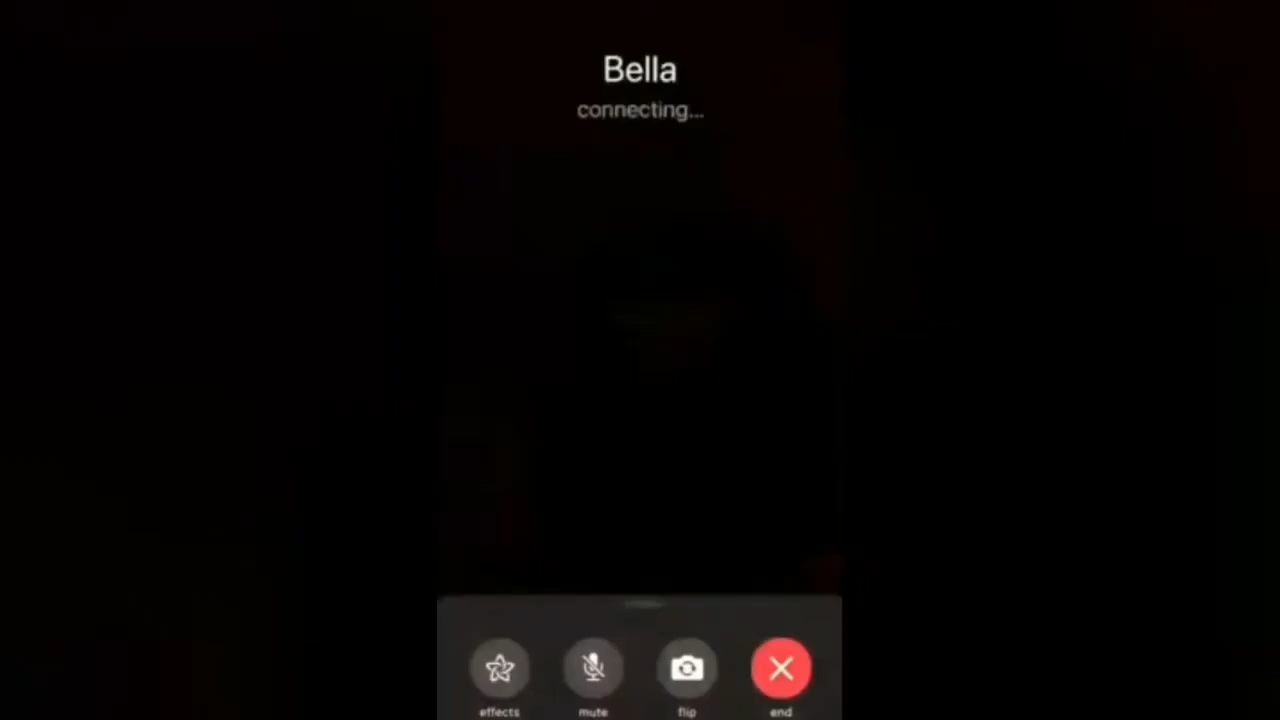 Bella
connecting...
effects
mute
flip
end